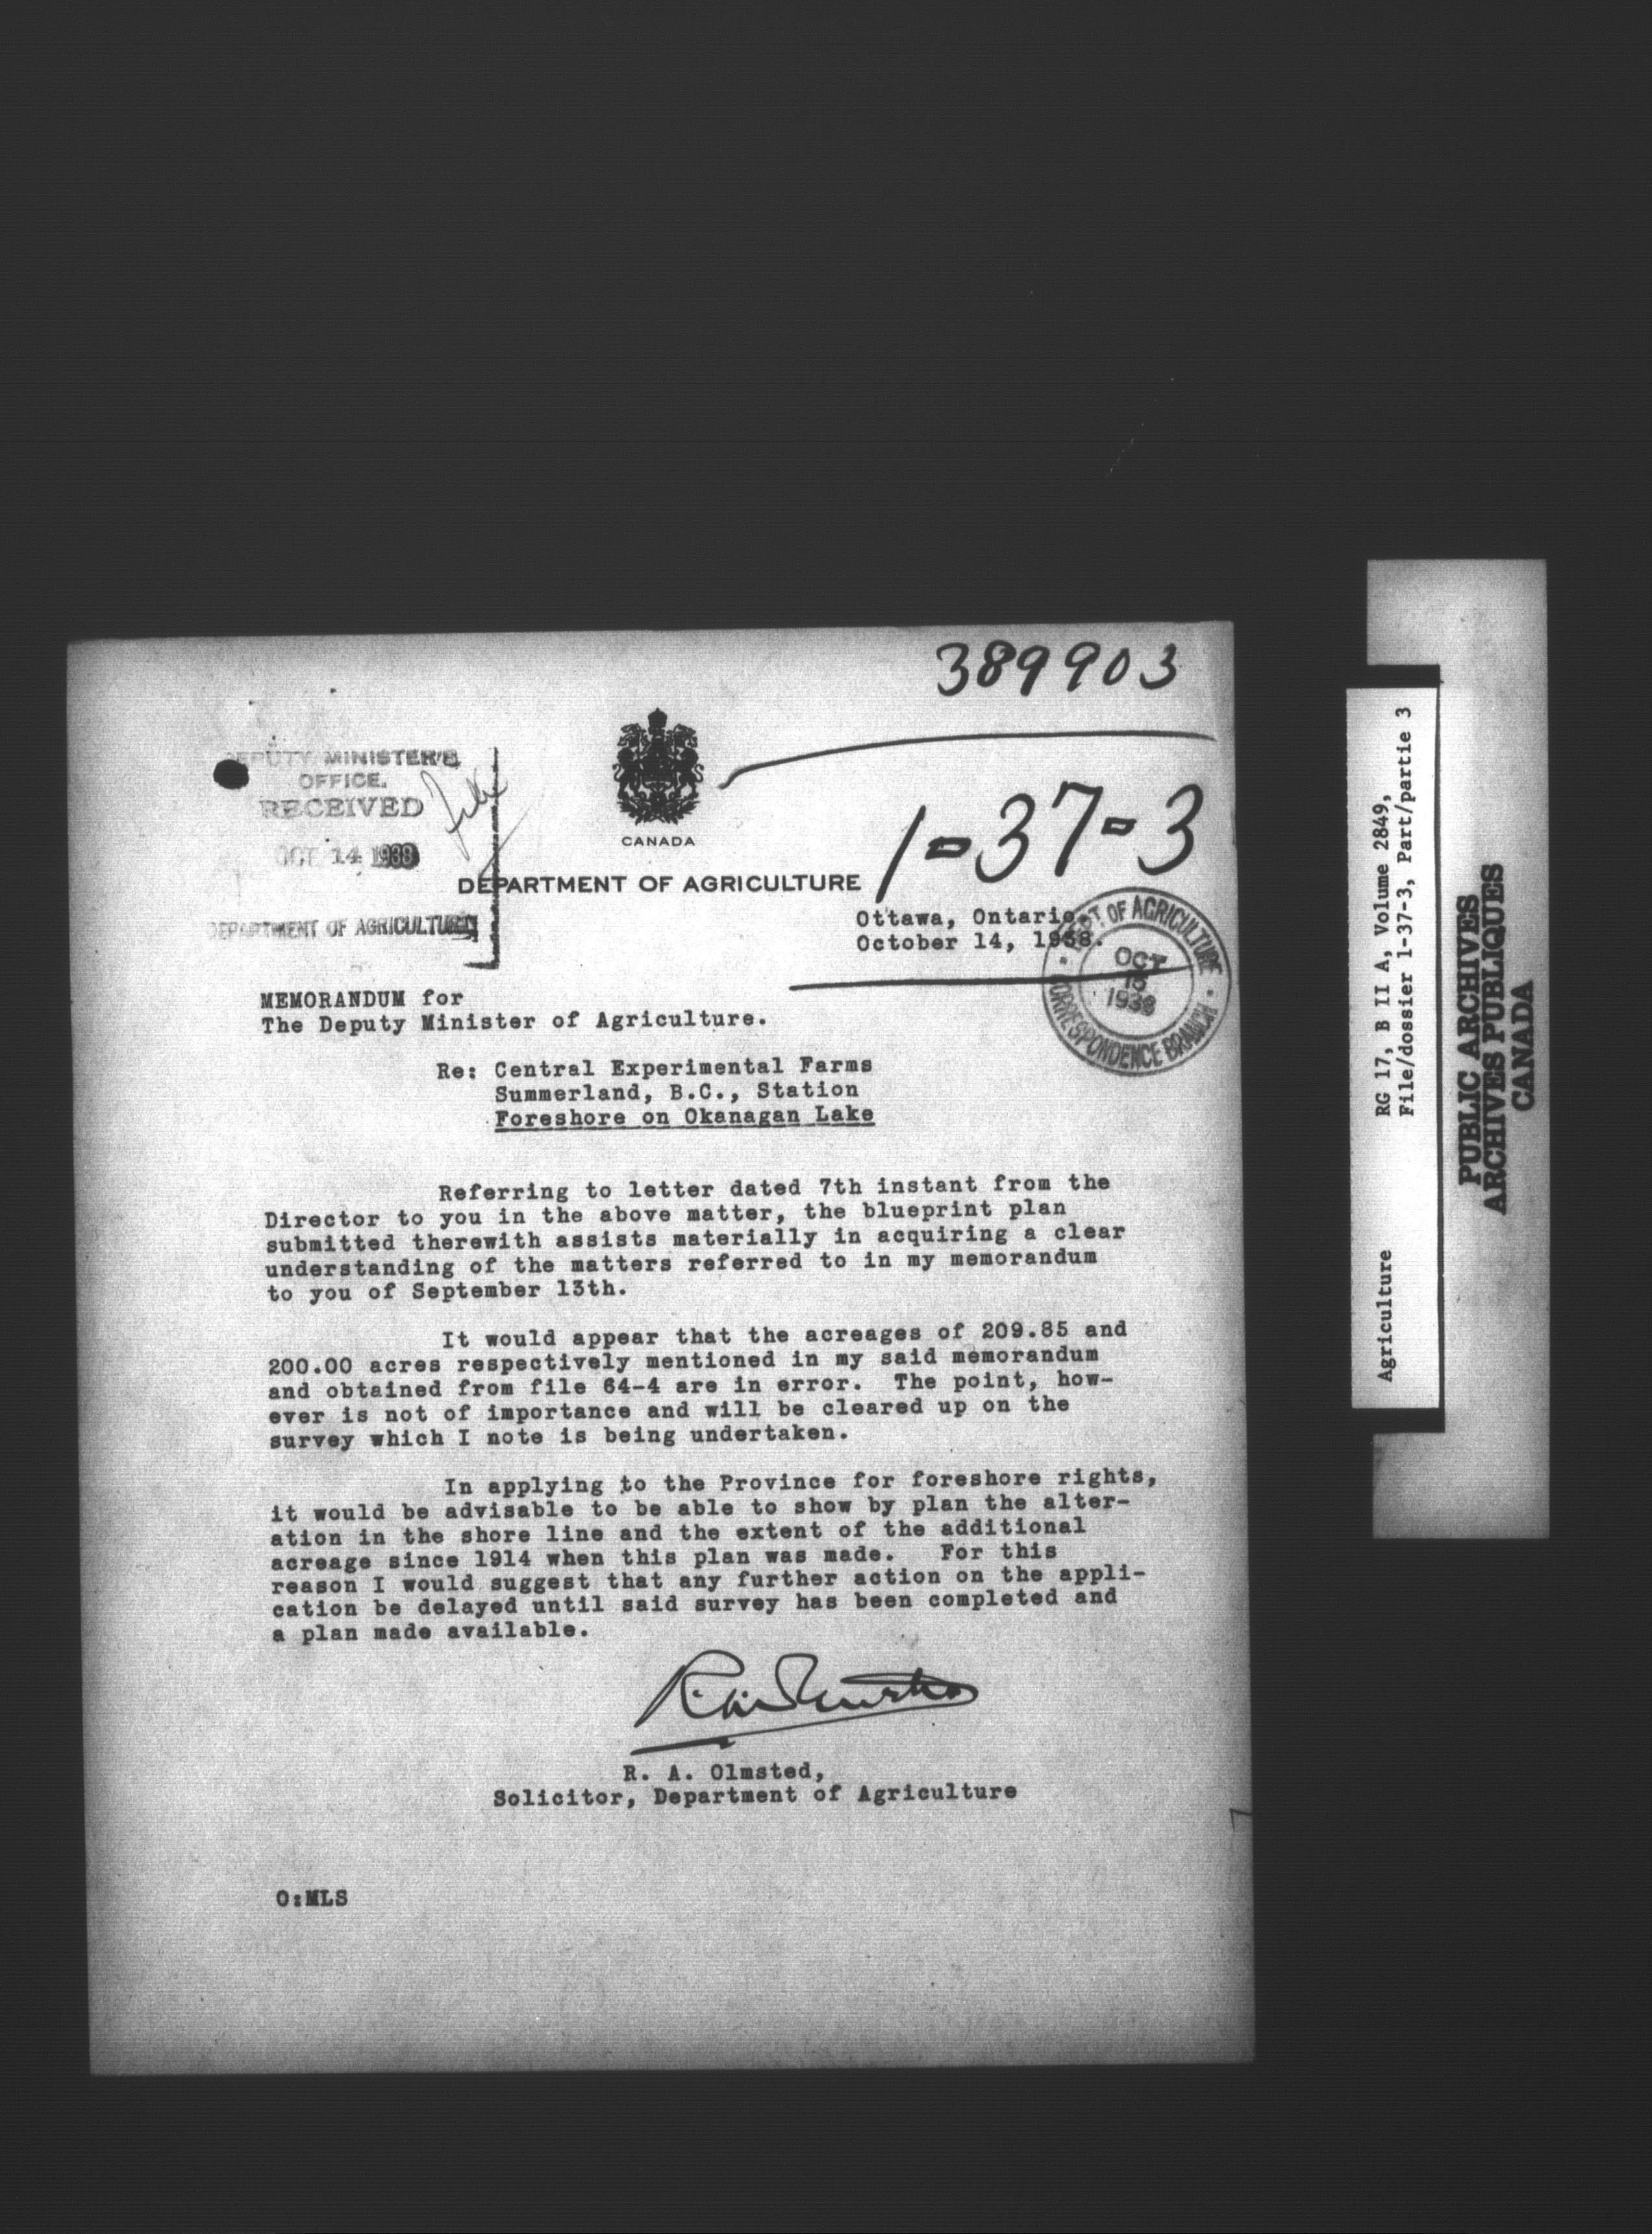 389903
DEPUTY MINISTER'S
OFFICE.
RECEIVED
OCT 14 1938
DEPARTMENT OF AGRICULTURE
File
CANADA
1-37-3
DEPARTMENT OF AGRICULTURE
Ottawa, Ontario,
October 14, 1938.
DEPT OF AGRICULTURE
OCT
15
1938
CORRESPONDENCE BRANCH
MEMORANDUM for
The Deputy Minister of Agriculture.
Re: Central Experimental Farms
Summerland, B.C., Station
Foreshore on Okanagan Lake
Referring to letter dated 7th instant from the
Director to you in the above matter, the blueprint plan
submitted therewith assists materially in acquiring a clear
understanding of the matters referred to in my memorandum
to you of September 13th.
It would appear that the acreages of 209.85 and
200.00 acres respectively mentioned in my said memorandum
and obtained from file 64-4 are in error. The point, how-
ever is not of importance and will be cleared up on the
survey which I note is being undertaken.
In applying to the Province for foreshore rights,
it would be advisable to be able to show by plan the alter-
ation in the shore line and the extent of the additional
acreage since 1914 when this plan was made. For this
reason I would suggest that any further action on the appli-
cation be delayed until said survey has been completed and
a plan made available.
R. A. Olmsted,
Solicitor, Department of Agriculture
O:MLS
Agriculture RG 17, B II A, Volume 2849,
File/dossier 1-37-3, Part/partie 3
PUBLIC ARCHIVES
ARCHIVES PUBLIQUES
CANADA